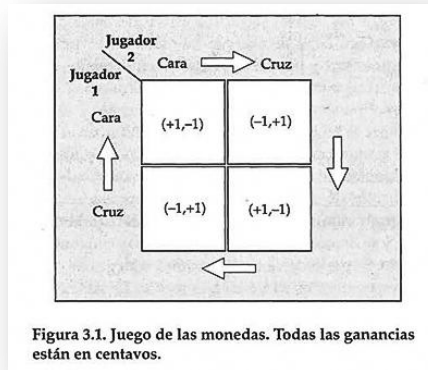 Jugador
2
Cara Cruz
Jugador
1
Cara (+1,-1) (-1,+1)
Cruz (-1,+1) (+1,-1)
Figura 3.1. Juego de las monedas. Todas las ganancias
están en centavos.